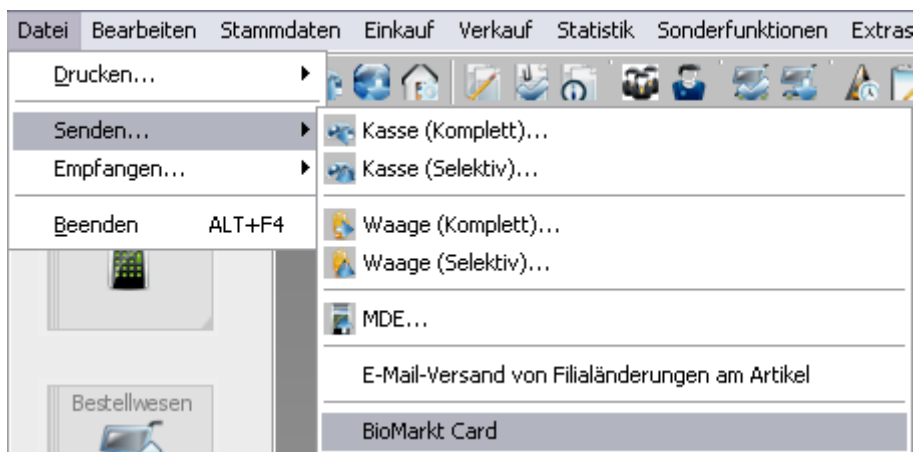 Datei Bearbeiten Stammdaten Einkauf Verkauf Statistik Sonderfunktionen Extras
Drucken...
Senden...
Empfangen...
Beenden ALT+F4
Kasse (Komplett)...
Kasse (Selektiv)...
Waage (Komplett)...
Waage (Selektiv)...
MDE...
E-Mail-Versand von Filialänderungen am Artikel
BioMarkt Card
Bestellwesen